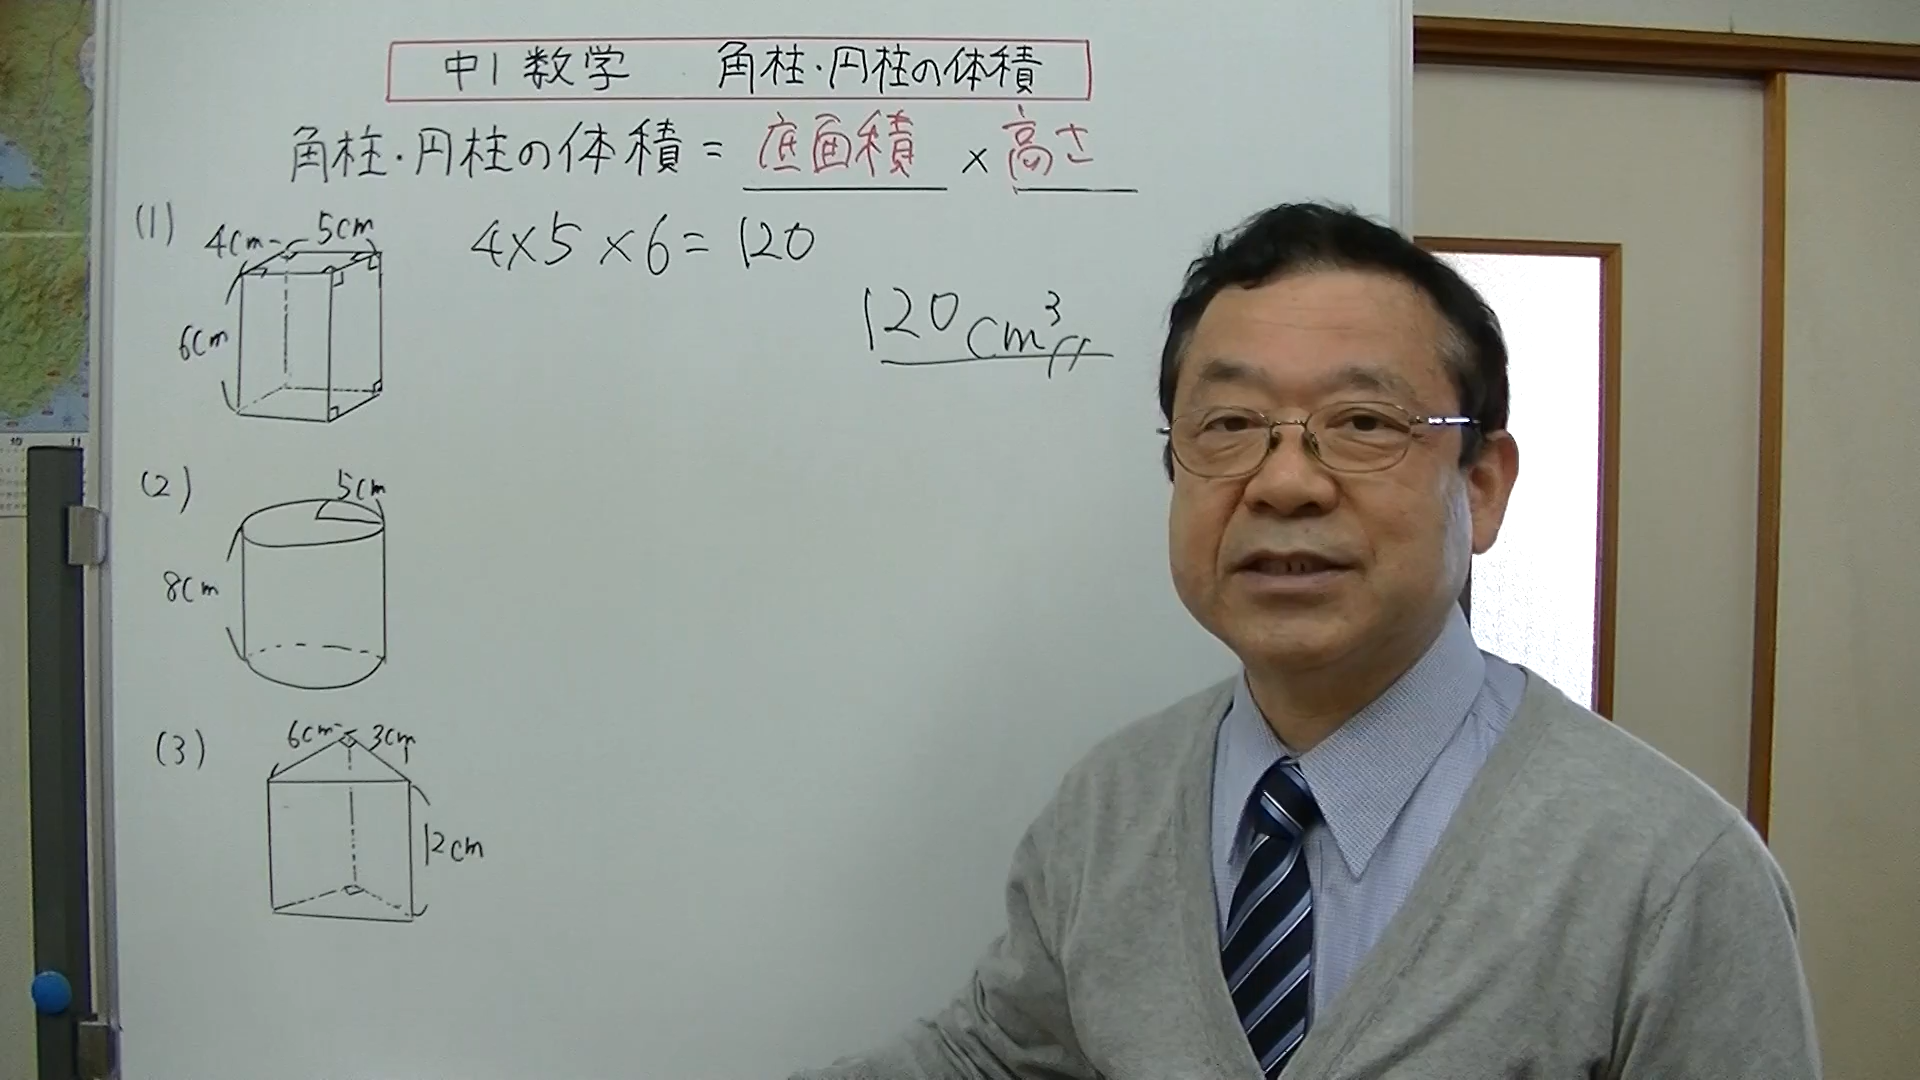 中1数学 角柱・円柱の体積
角柱・円柱の体積 = 底面積 × 高さ
(1)
4cm 5cm
6cm
4×5×6=120
120cm³
(2)
5cm
8cm
(3)
6cm 3cm
12cm
10 11